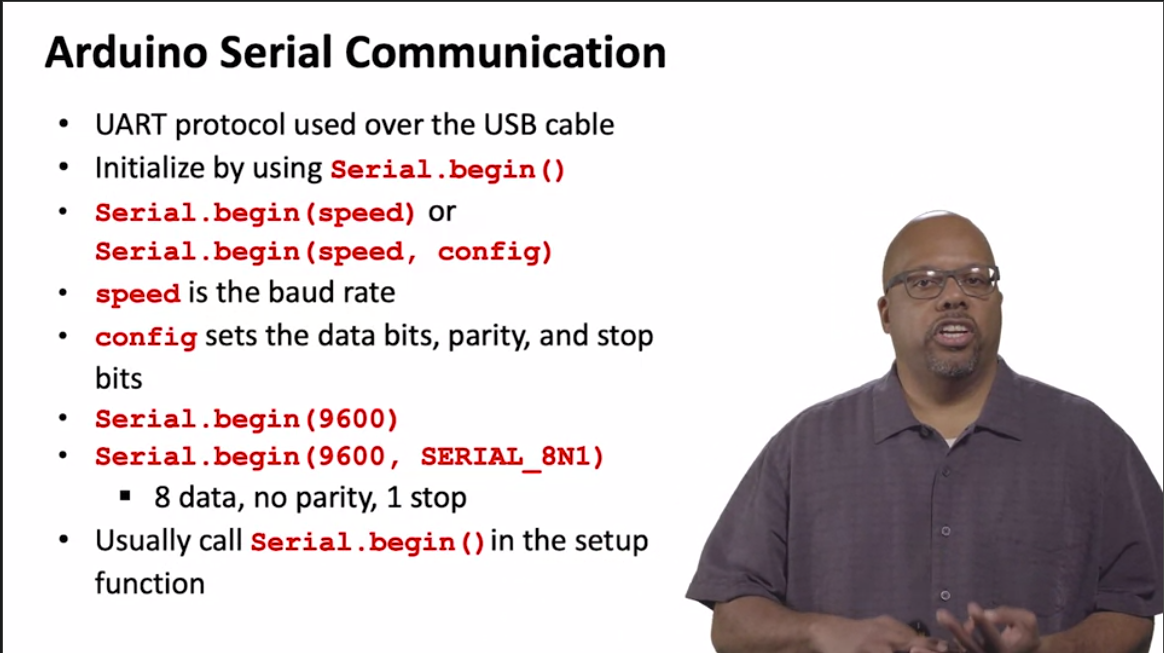 Arduino Serial Communication
• UART protocol used over the USB cable
• Initialize by using Serial.begin()
• Serial.begin(speed) or
Serial.begin(speed, config)
• speed is the baud rate
• config sets the data bits, parity, and stop
bits
• Serial.begin(9600)
• Serial.begin(9600, SERIAL_8N1)
▪ 8 data, no parity, 1 stop
• Usually call Serial.begin() in the setup
function